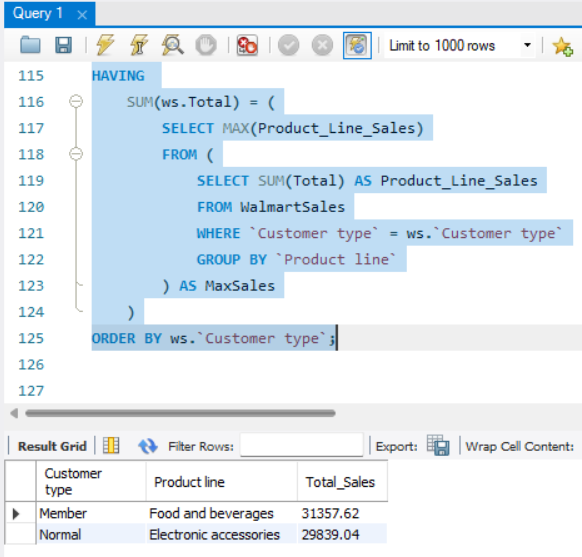 Query 1
Limit to 1000 rows
115 HAVING
116 SUM(ws.Total) = (
117 SELECT MAX(Product_Line_Sales)
118 FROM (
119 SELECT SUM(Total) AS Product_Line_Sales
120 FROM WalmartSales
121 WHERE `Customer type` = ws.`Customer type`
122 GROUP BY `Product line`
123 ) AS MaxSales
124 )
125 ORDER BY ws.`Customer type`;
126
127
Result Grid Filter Rows: Export: Wrap Cell Content:
Customer type Product line Total_Sales
Member Food and beverages 31357.62
Normal Electronic accessories 29839.04